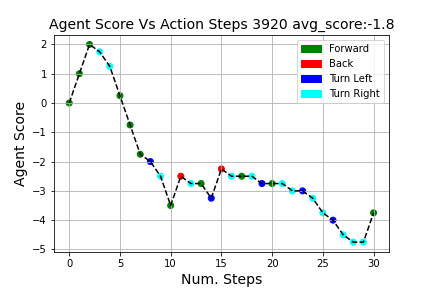 Agent Score Vs Action Steps 3920 avg_score:-1.8
Agent Score
2
1
0
−1
−2
−3
−4
−5
Forward
Back
Turn Left
Turn Right
0 5 10 15 20 25 30
Num. Steps